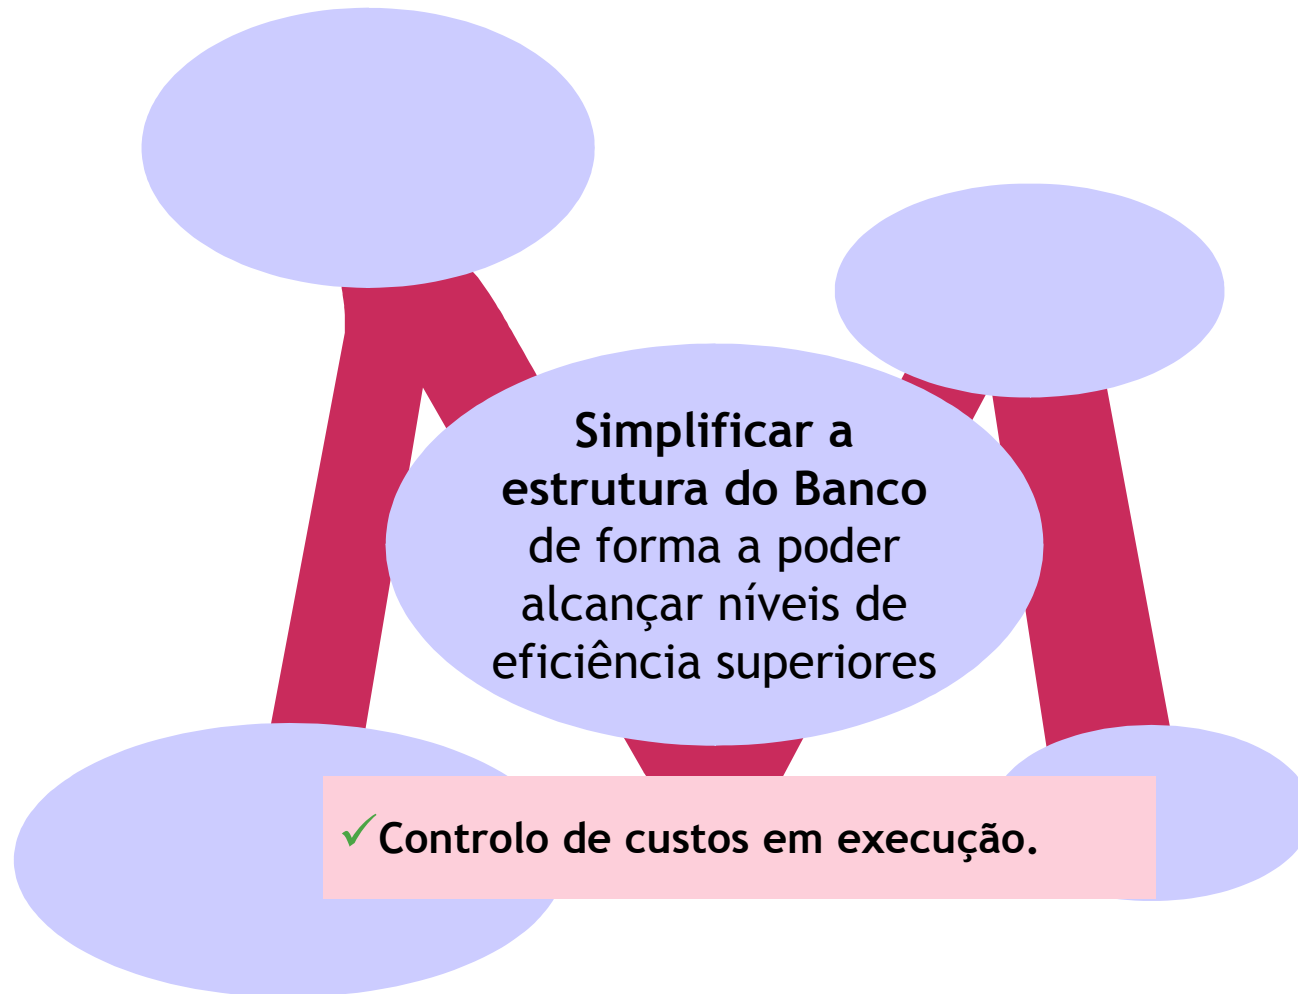 Simplificar a
estrutura do Banco
de forma a poder
alcançar níveis de
eficiência superiores
✓Controlo de custos em execução.